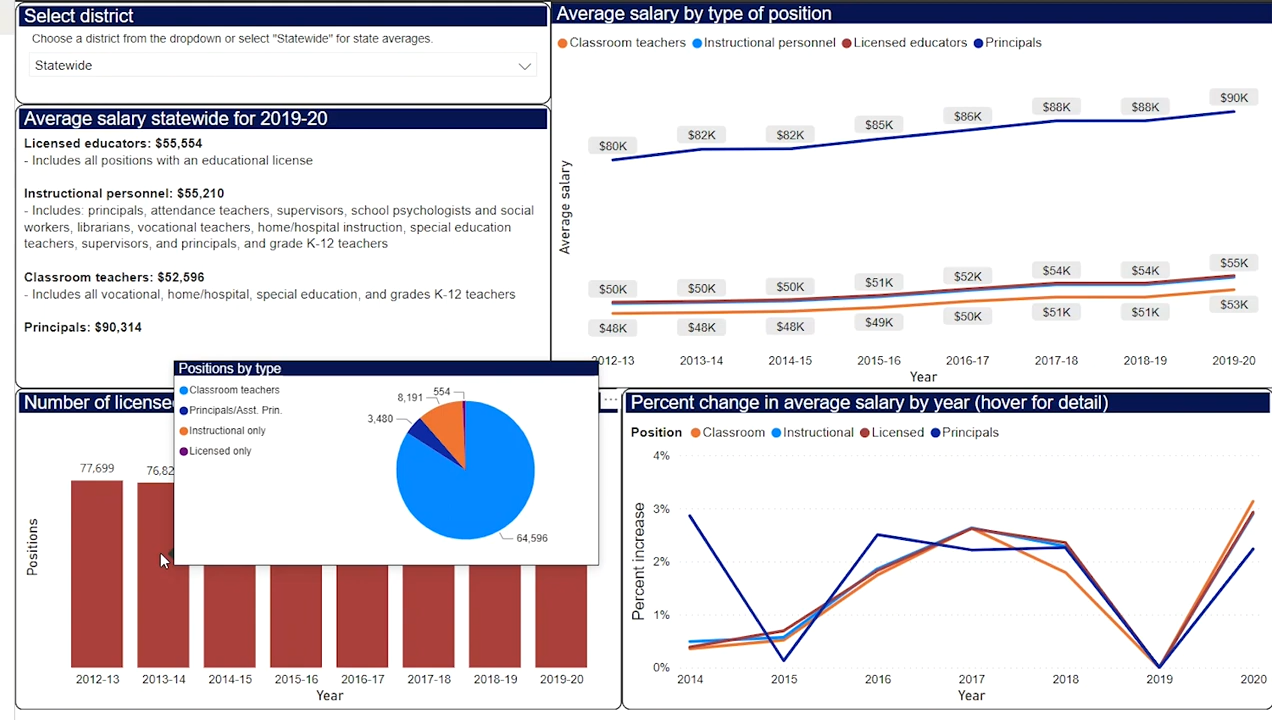 Select district
Choose a district from the dropdown or select "Statewide" for state averages.
Statewide
Average salary statewide for 2019-20
Licensed educators: $55,554
- Includes all positions with an educational license
Instructional personnel: $55,210
- Includes: principals, attendance teachers, supervisors, school psychologists and social
workers, librarians, vocational teachers, home/hospital instruction, special education
teachers, supervisors, and principals, and grade K-12 teachers
Classroom teachers: $52,596
- Includes all vocational, home/hospital, special education, and grades K-12 teachers
Principals: $90,314
Average salary by type of position
Classroom teachers Instructional personnel Licensed educators Principals
$80K $82K $82K $85K $86K $88K $88K $90K
Average salary
$50K $50K $50K $51K $52K $54K $54K $55K
$48K $48K $48K $49K $50K $51K $51K $53K
2012-13 2013-14 2014-15 2015-16 2016-17 2017-18 2018-19 2019-20
Year
Number of
77,699
76,82
Positions
2012-13 2013-14 2014-15 2015-16 2016-17 2017-18 2018-19 2019-20
Year
Positions by type
Classroom teachers
Principals/Asst. Prin.
Instructional only
Licensed only
554
8,191
3,480
64,596
Percent change in average salary by year (hover for detail)
Position Classroom Instructional Licensed Principals
4%
3%
2%
1%
0%
Percent increase
2014 2015 2016 2017 2018 2019 2020
Year